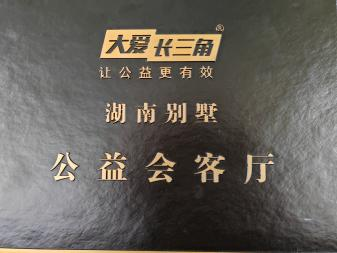 大爱长三角®
让公益更有效
湖南别墅
公益会客厅